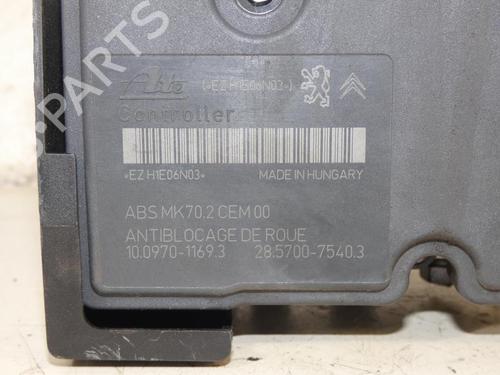 Ate (-EZ H1E06N03-)
Controller
*EZ H1E06N03* MADE IN HUNGARY
ABS MK70.2 CEM 00
ANTIBLOCAGE DE ROUE
10.0970-1169.3 28.5700-7540.3
PARTS